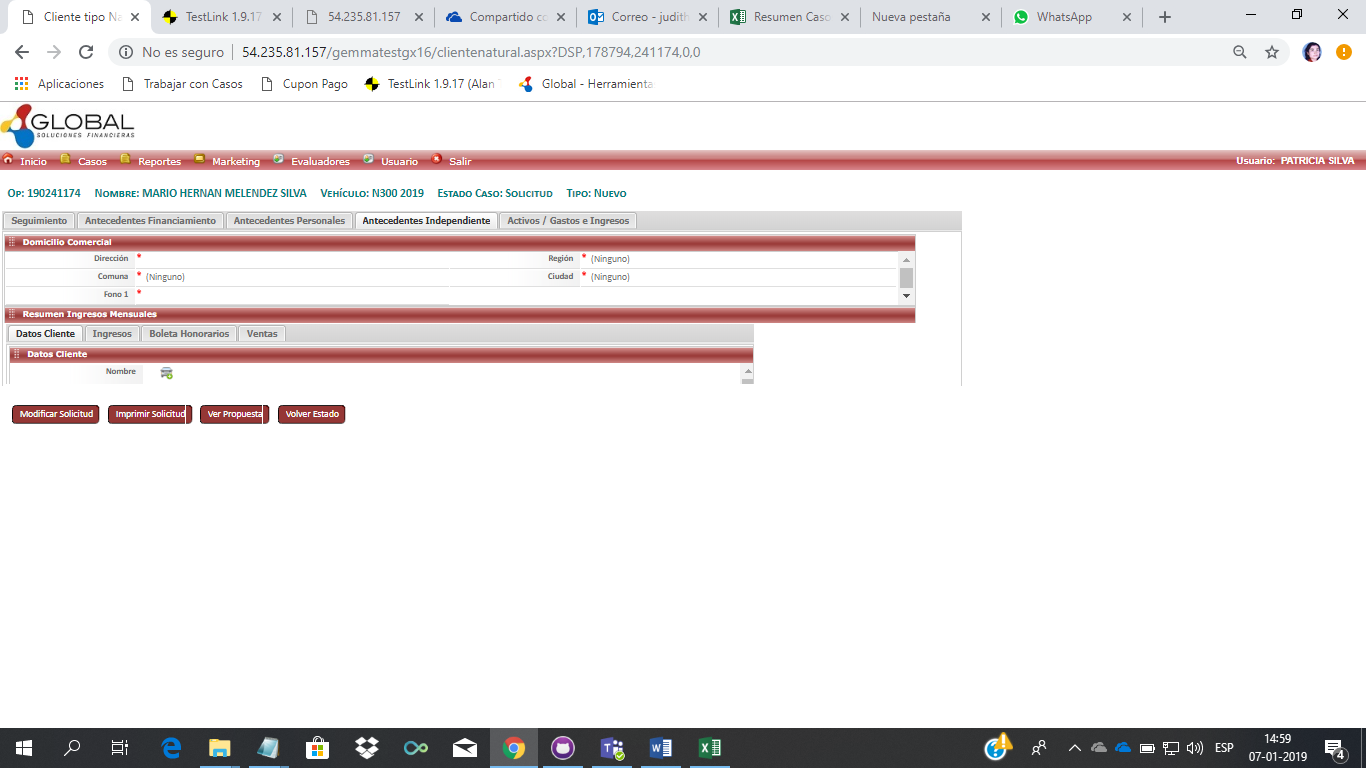 Cliente tipo Na
TestLink 1.9.17
54.235.81.157
Compartido co
Correo - judith
Resumen Caso
Nueva pestaña
WhatsApp
No es seguro | 54.235.81.157/gemmatestgx16/clientenatural.aspx?DSP,178794,241174,0,0
Aplicaciones Trabajar con Casos Cupon Pago TestLink 1.9.17 (Alan Global - Herramienta
GLOBAL
SOLUCIONES FINANCIERAS
Inicio Casos Reportes Marketing Evaluadores Usuario Salir Usuario: PATRICIA SILVA
Op: 190241174 Nombre: MARIO HERNAN MELENDEZ SILVA Vehículo: N300 2019 Estado Caso: Solicitud Tipo: Nuevo
Seguimiento Antecedentes Financiamiento Antecedentes Personales Antecedentes Independiente Activos / Gastos e Ingresos
Domicilio Comercial
Dirección * Región * (Ninguno)
Comuna * (Ninguno) Ciudad * (Ninguno)
Fono 1 *
Resumen Ingresos Mensuales
Datos Cliente Ingresos Boleta Honorarios Ventas
Datos Cliente
Nombre
Modificar Solicitud Imprimir Solicitud Ver Propuesta Volver Estado
ESP
14:59
07-01-2019
4